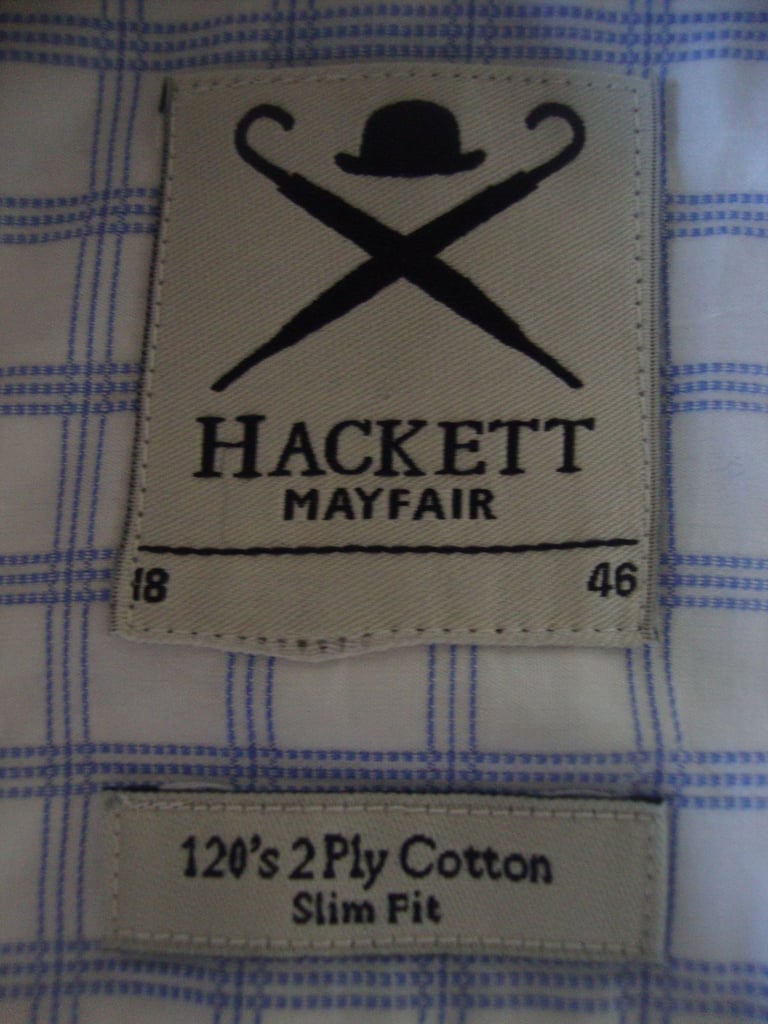 HACKETT
MAYFAIR
18 46
120's 2 Ply Cotton
Slim Fit